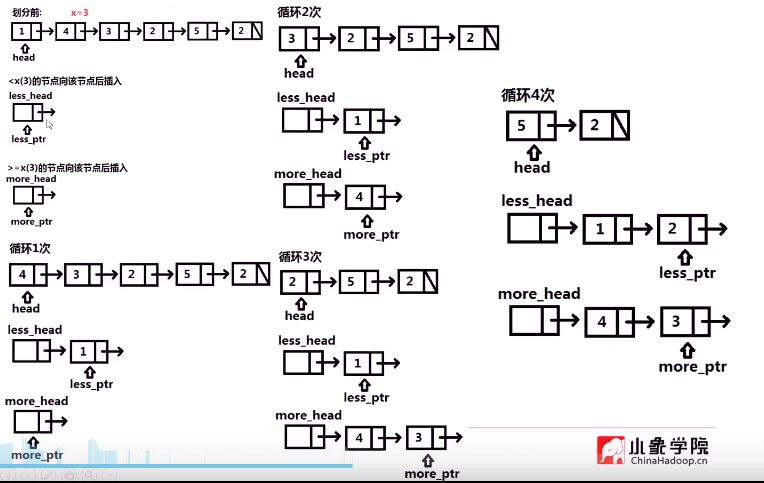 划分前: x=3
1 4 3 2 5 2
head
<x(3)的节点向该节点后插入
less_head
less_ptr
>=x(3)的节点向该节点后插入
more_head
more_ptr
循环1次
4 3 2 5 2
head
less_head
1
less_ptr
more_head
more_ptr
循环2次
3 2 5 2
head
less_head
1
less_ptr
more_head
4
more_ptr
循环3次
2 5 2
head
less_head
1
less_ptr
more_head
4 3
more_ptr
循环4次
5 2
head
less_head
1 2
less_ptr
more_head
4 3
more_ptr
小象学院
ChinaHadoop.cn